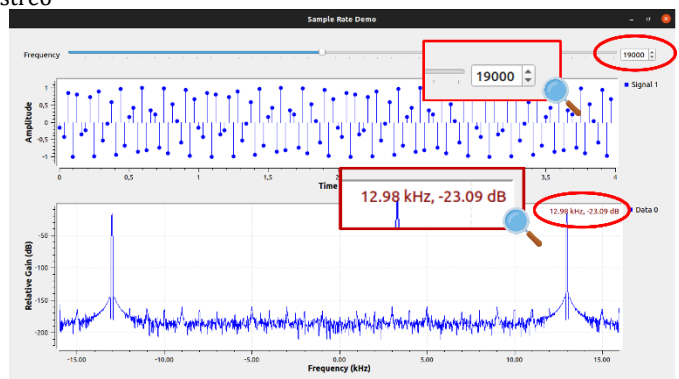 streo
Sample Rate Demo
Frequency
19000
19000
Signal 1
Amplitude
1
0,5
0
-0,5
-1
0
0,5
1
1,5
3,5
4
Time
12.98 kHz, -23.09 dB
12.98 kHz, -23.09 dB
Data 0
Relative Gain (dB)
-50
-100
-150
-200
-15.00
-10.00
-5.00
0.00
5.00
10.00
15.00
Frequency (kHz)